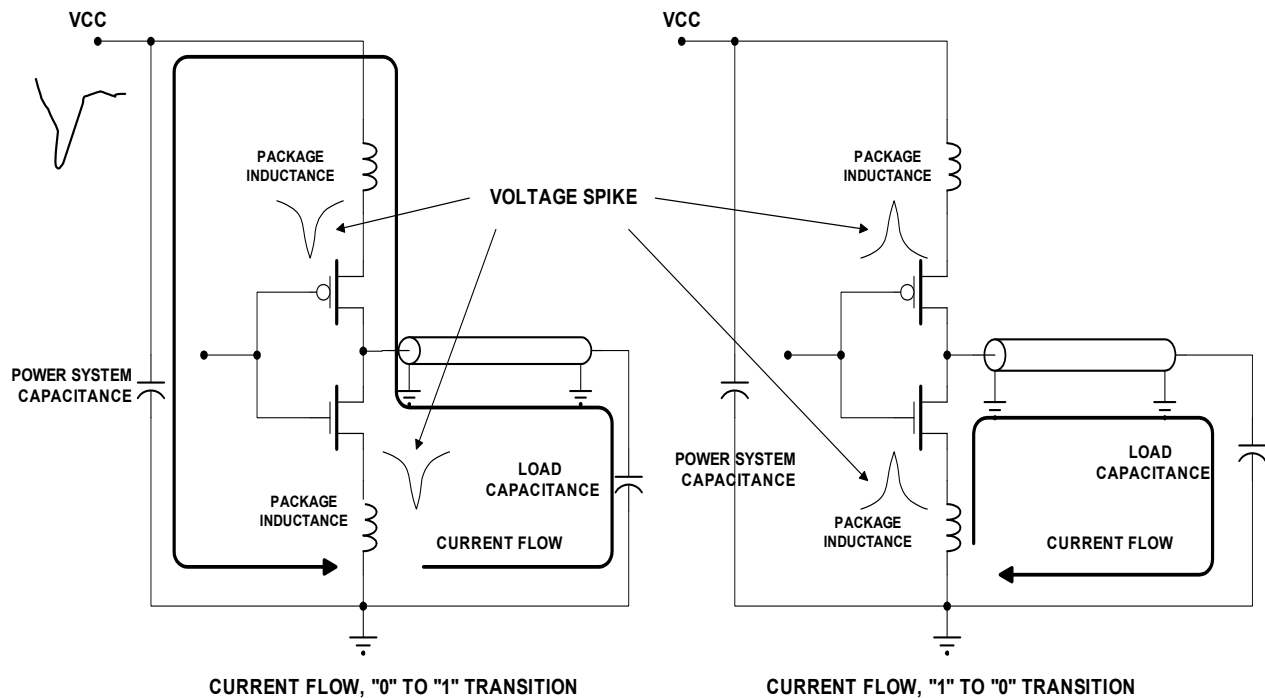 VCC
PACKAGE
INDUCTANCE
POWER SYSTEM
CAPACITANCE
PACKAGE
INDUCTANCE
LOAD
CAPACITANCE
CURRENT FLOW
CURRENT FLOW, "0" TO "1" TRANSITION
VOLTAGE SPIKE
VCC
PACKAGE
INDUCTANCE
POWER SYSTEM
CAPACITANCE
PACKAGE
INDUCTANCE
LOAD
CAPACITANCE
CURRENT FLOW
CURRENT FLOW, "1" TO "0" TRANSITION